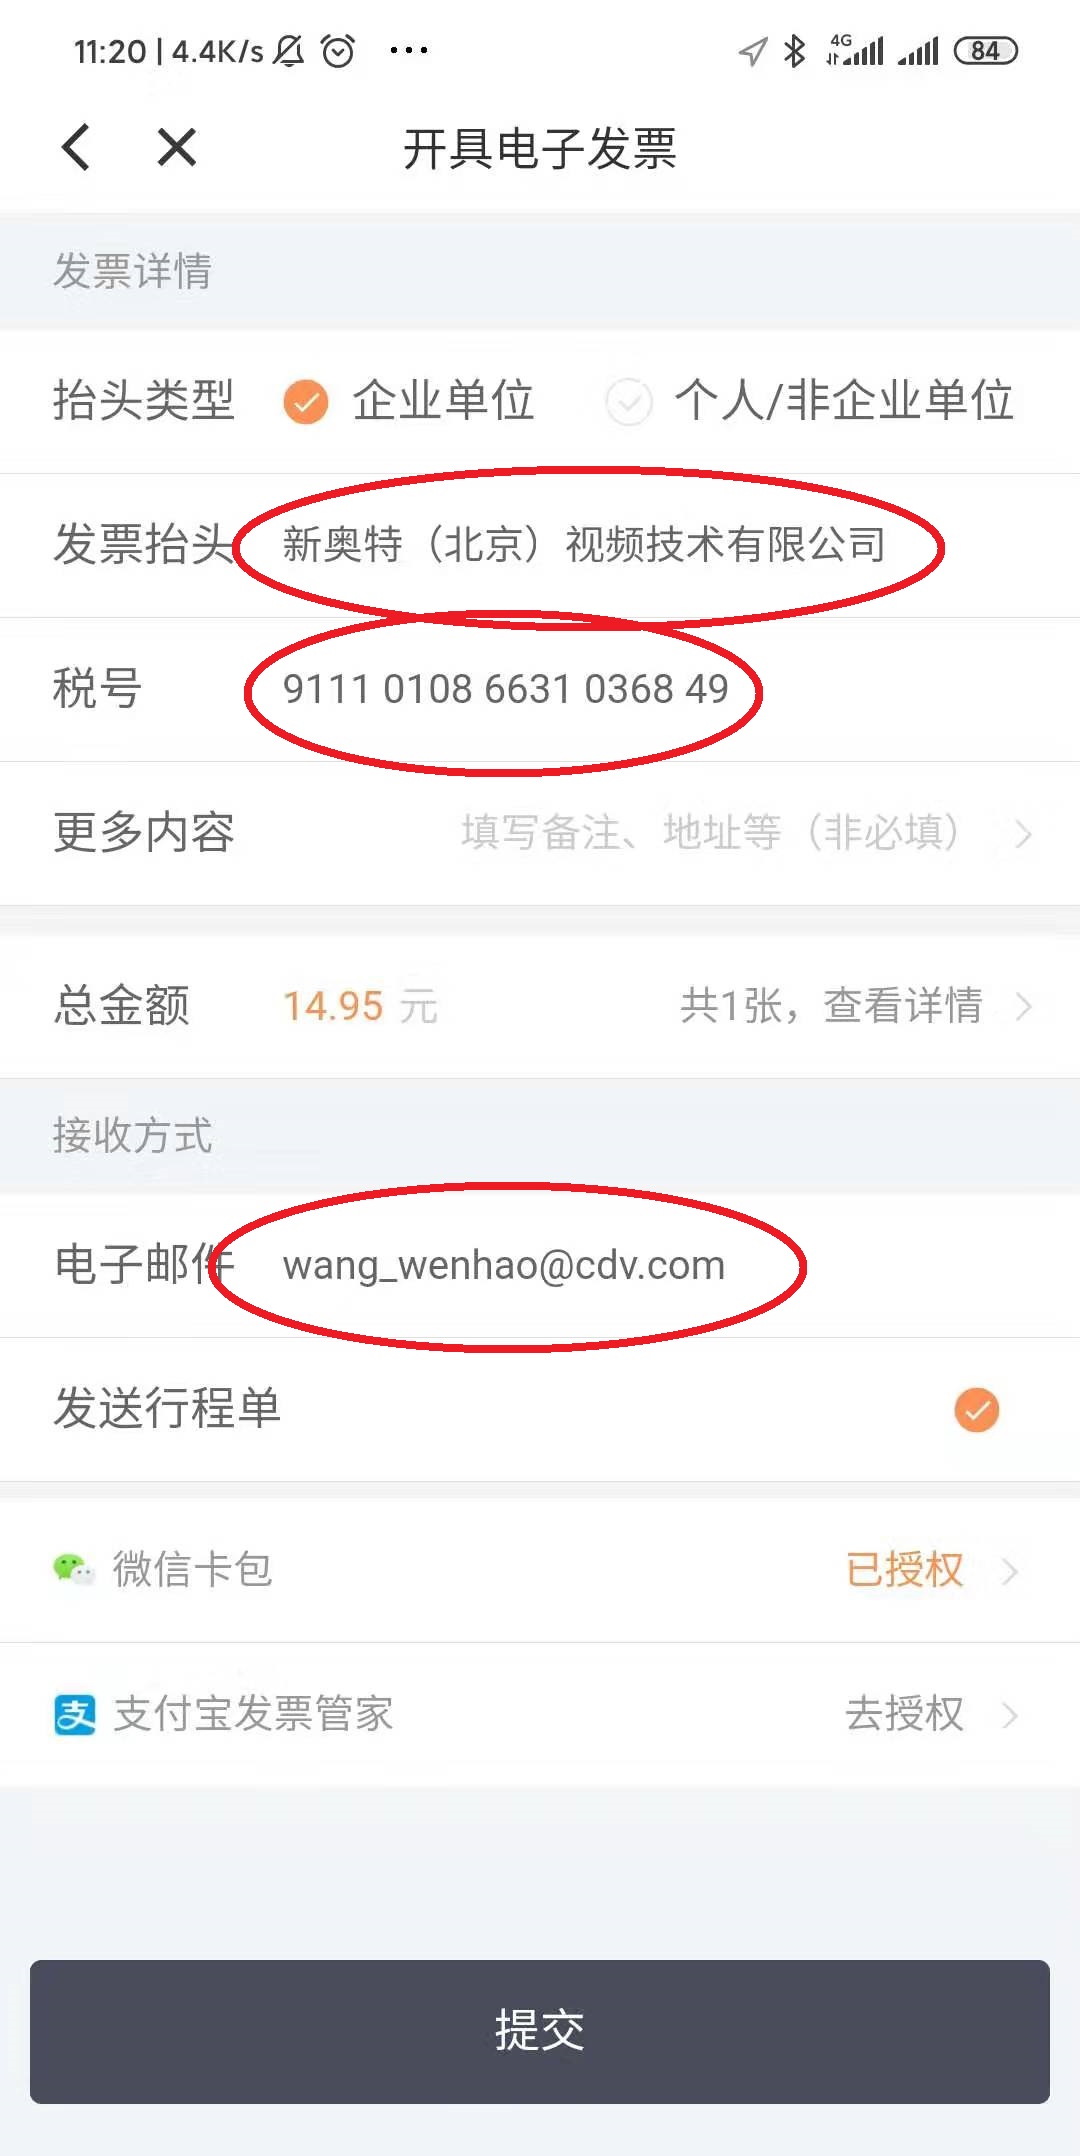 11:20 | 4.4K/s ...
4G 84
开具电子发票
发票详情
抬头类型 企业单位 个人/非企业单位
发票抬头 新奥特（北京）视频技术有限公司
税号 9111 0108 6631 0368 49
更多内容 填写备注、地址等（非必填）
总金额 14.95 元 共1张，查看详情
接收方式
电子邮件 wang_wenhao@cdv.com
发送行程单
微信卡包 已授权
支 支付宝发票管家 去授权
提交